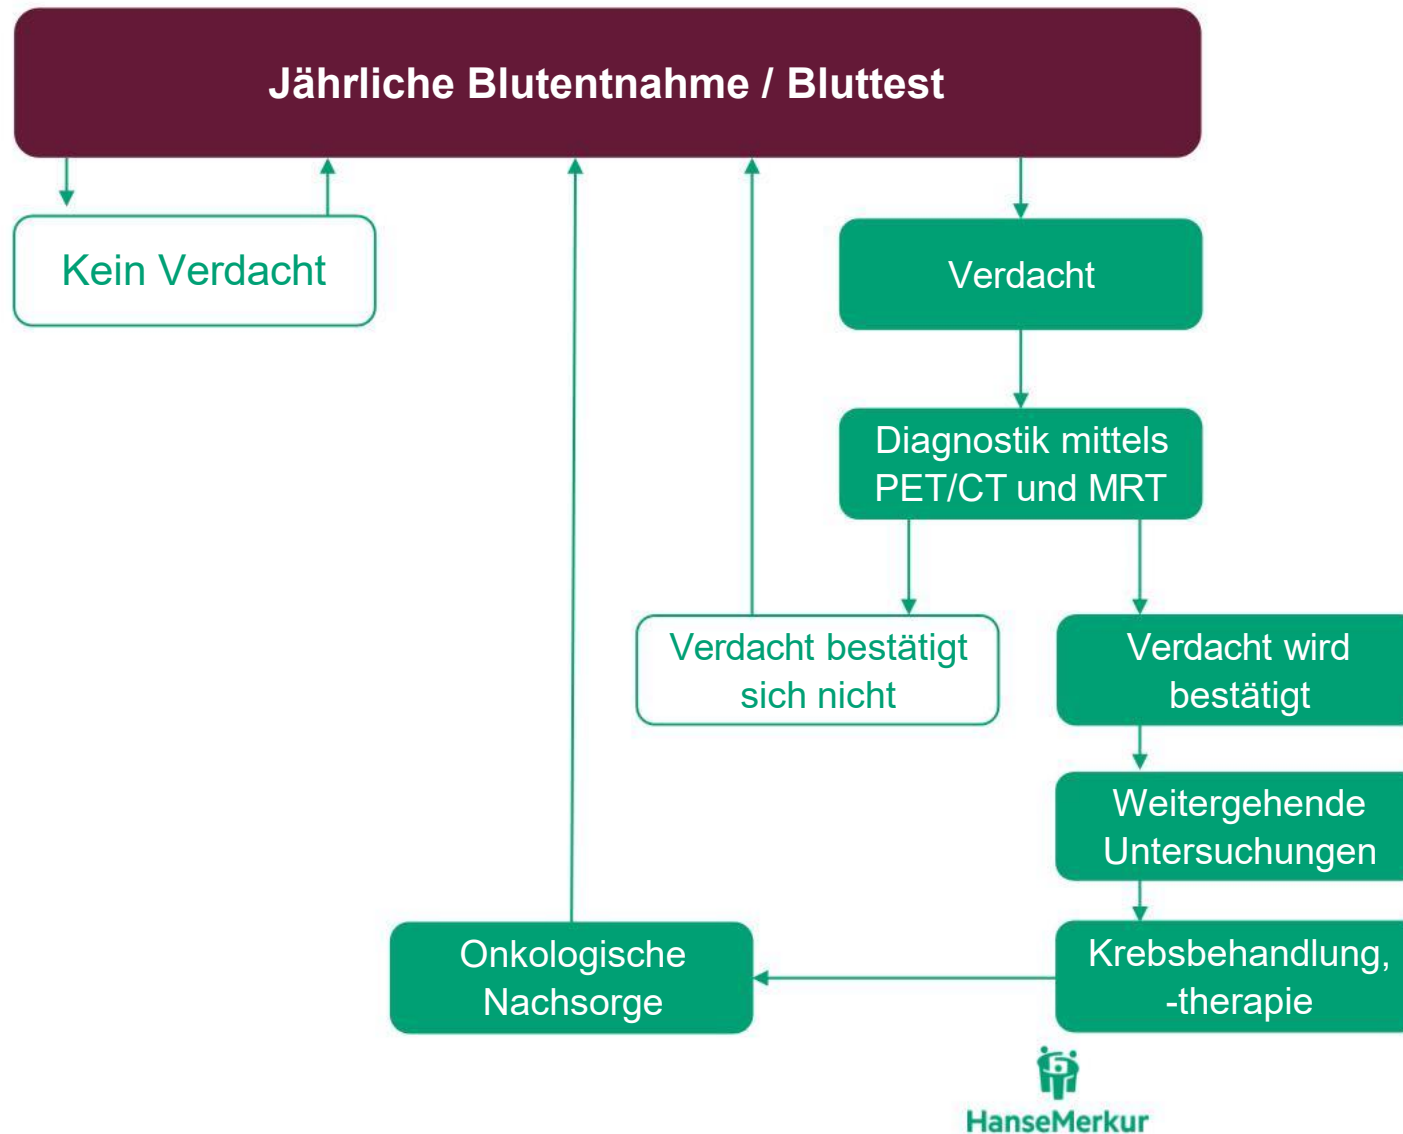 Jährliche Blutentnahme / Bluttest
Kein Verdacht
Verdacht
Diagnostik mittels
PET/CT und MRT
Verdacht bestätigt
sich nicht
Verdacht wird
bestätigt
Weitergehende
Untersuchungen
Onkologische
Nachsorge
Krebsbehandlung,
-therapie
HanseMerkur